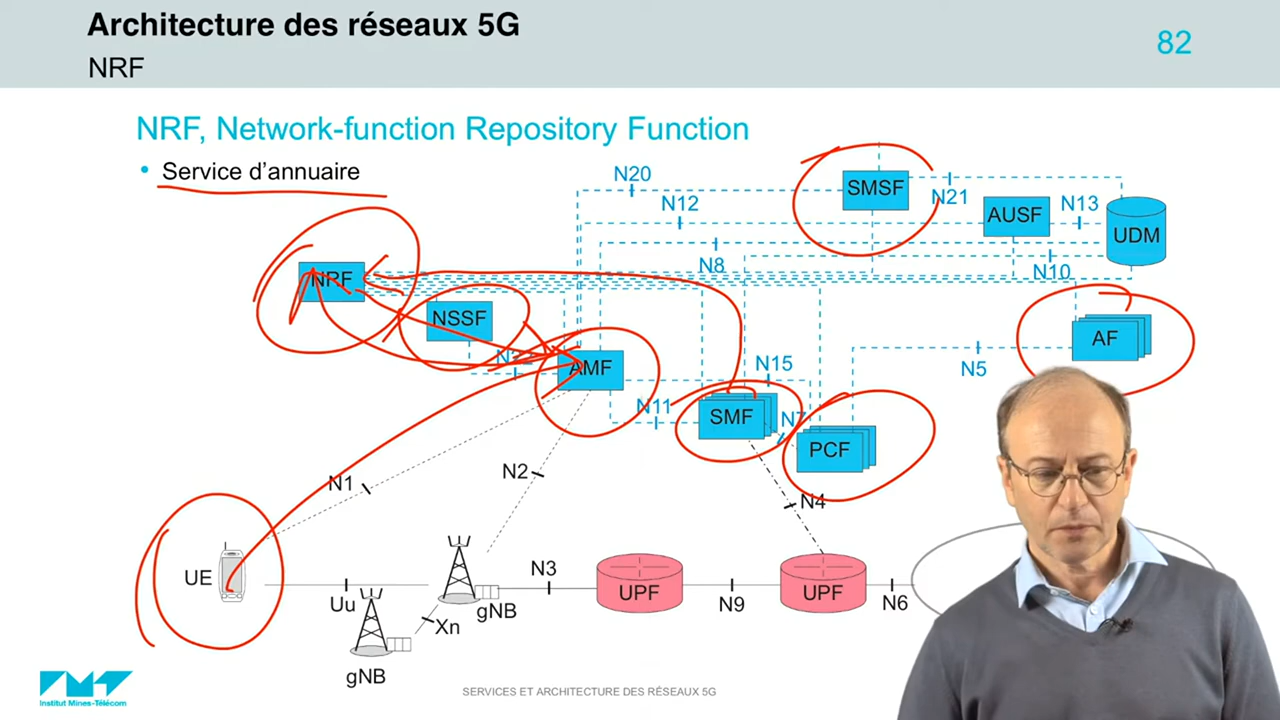 Architecture des réseaux 5G
NRF
82
NRF, Network-function Repository Function
• Service d'annuaire
N20
SMSF
N21
N12
AUSF
N13
UDM
N8
N10
NRF
NSSF
AF
AMF
N15
N5
N11
SMF
N7
PCF
N1
N2
N4
UE
Uu
gNB
N3
UPF
N9
UPF
N6
Xn
gNB
SERVICES ET ARCHITECTURE DES RÉSEAUX 5G
IMT
Institut Mines-Télécom